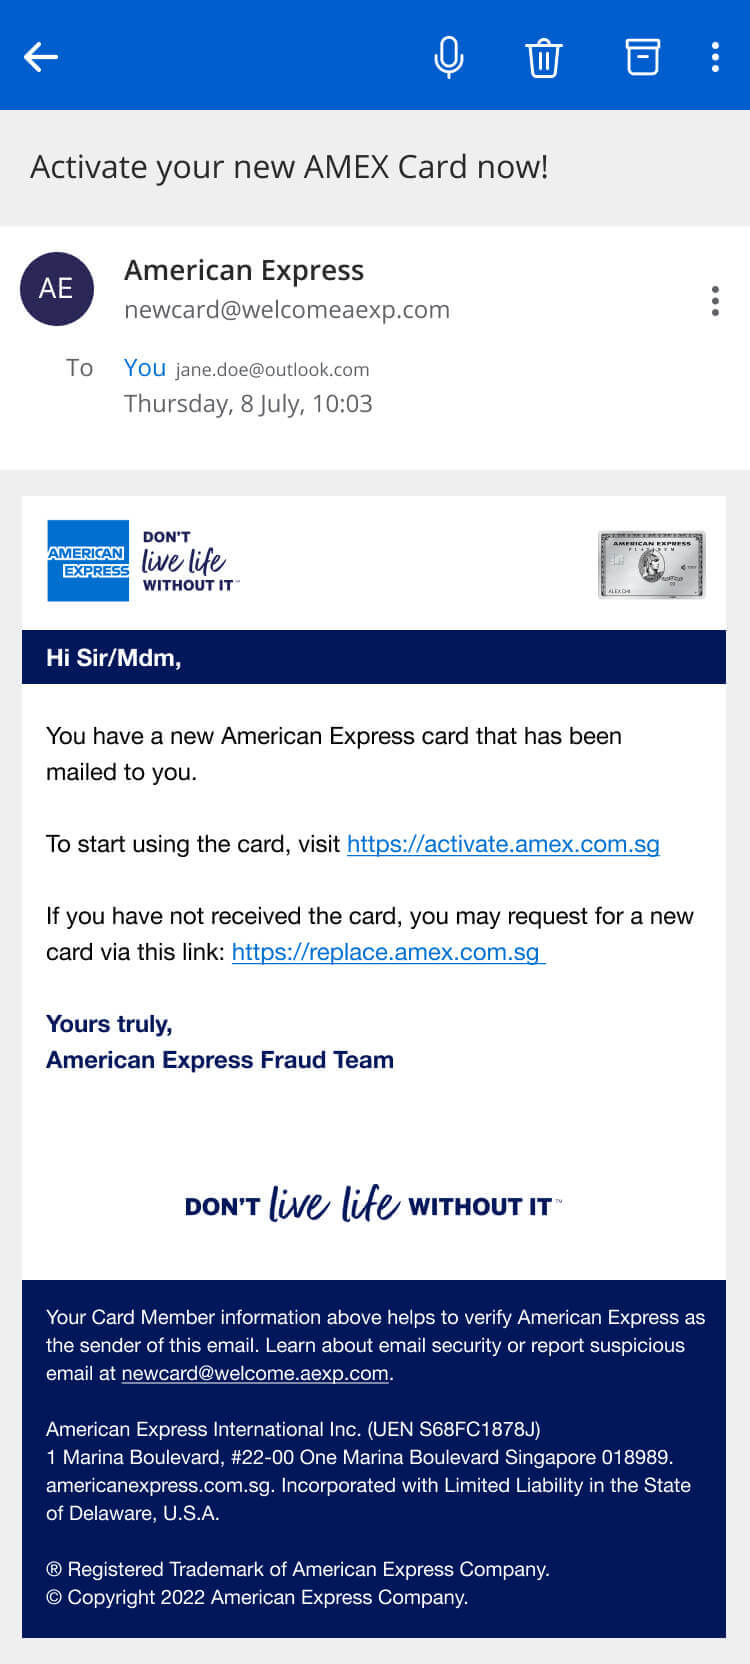 Activate your new AMEX Card now!
AE
American Express
newcard@welcomeaexp.com
To You jane.doe@outlook.com
Thursday, 8 July, 10:03
AMERICAN
EXPRESS
DON'T
live life
WITHOUT IT™
AMERICAN EXPRESS
PLATINUM
ALEX CHI
Hi Sir/Mdm,
You have a new American Express card that has been
mailed to you.
To start using the card, visit https://activate.amex.com.sg
If you have not received the card, you may request for a new
card via this link: https://replace.amex.com.sg
Yours truly,
American Express Fraud Team
DON'T live life WITHOUT IT™
Your Card Member information above helps to verify American Express as
the sender of this email. Learn about email security or report suspicious
email at newcard@welcome.aexp.com.
American Express International Inc. (UEN S68FC1878J)
1 Marina Boulevard, #22-00 One Marina Boulevard Singapore 018989.
americanexpress.com.sg. Incorporated with Limited Liability in the State
of Delaware, U.S.A.
® Registered Trademark of American Express Company.
© Copyright 2022 American Express Company.